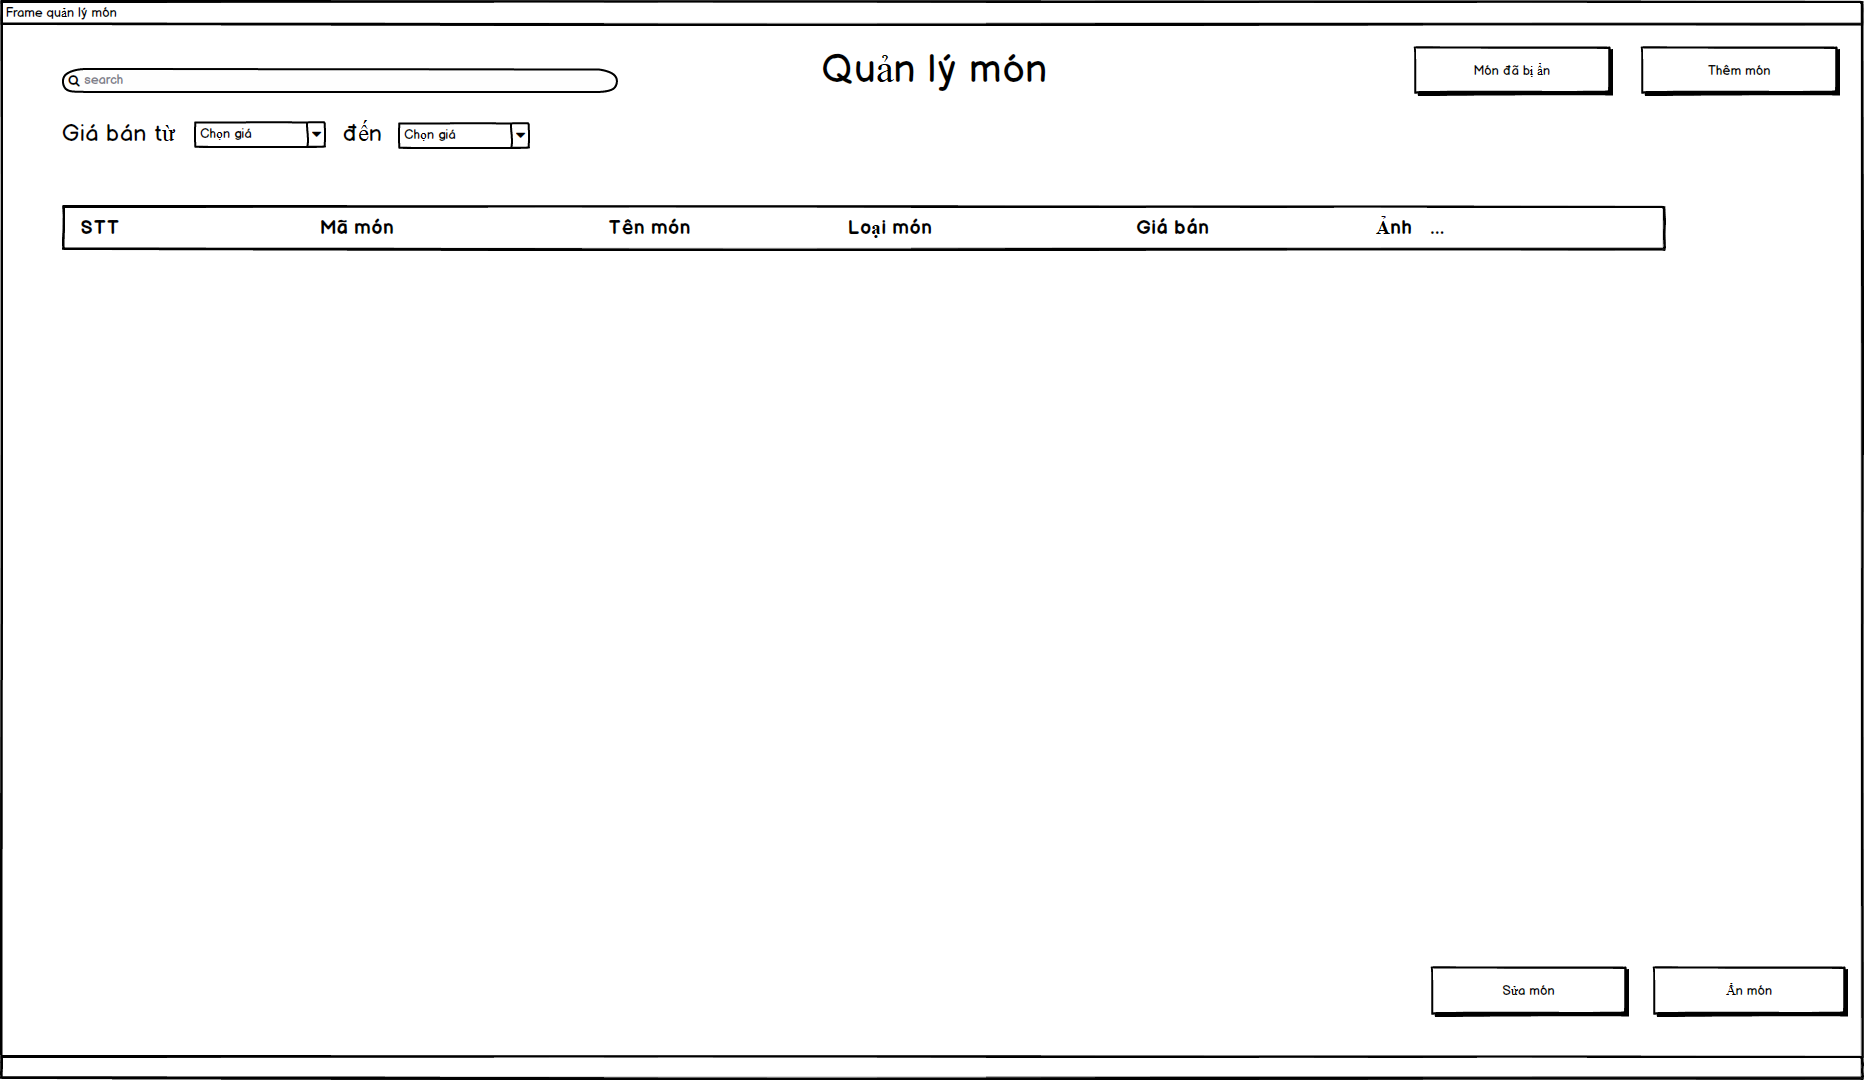 Frame quản lý món
search
Quản lý món
Món đã bị ẩn
Thêm món
Giá bán từ Chọn giá đến Chọn giá
STT Mã món Tên món Loại món Giá bán Ảnh ...
Sửa món
Ẩn món